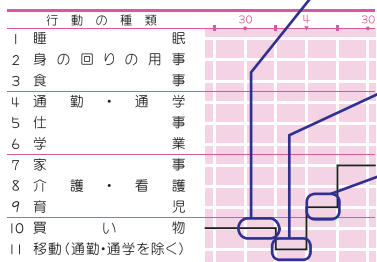 行動の種類
30 4 30
1 睡眠
2 身の回りの用事
3 食事
4 通勤・通学
5 仕事
6 学業
7 家事
8 介護・看護
9 育児
10 買い物
11 移動(通勤・通学を除く)